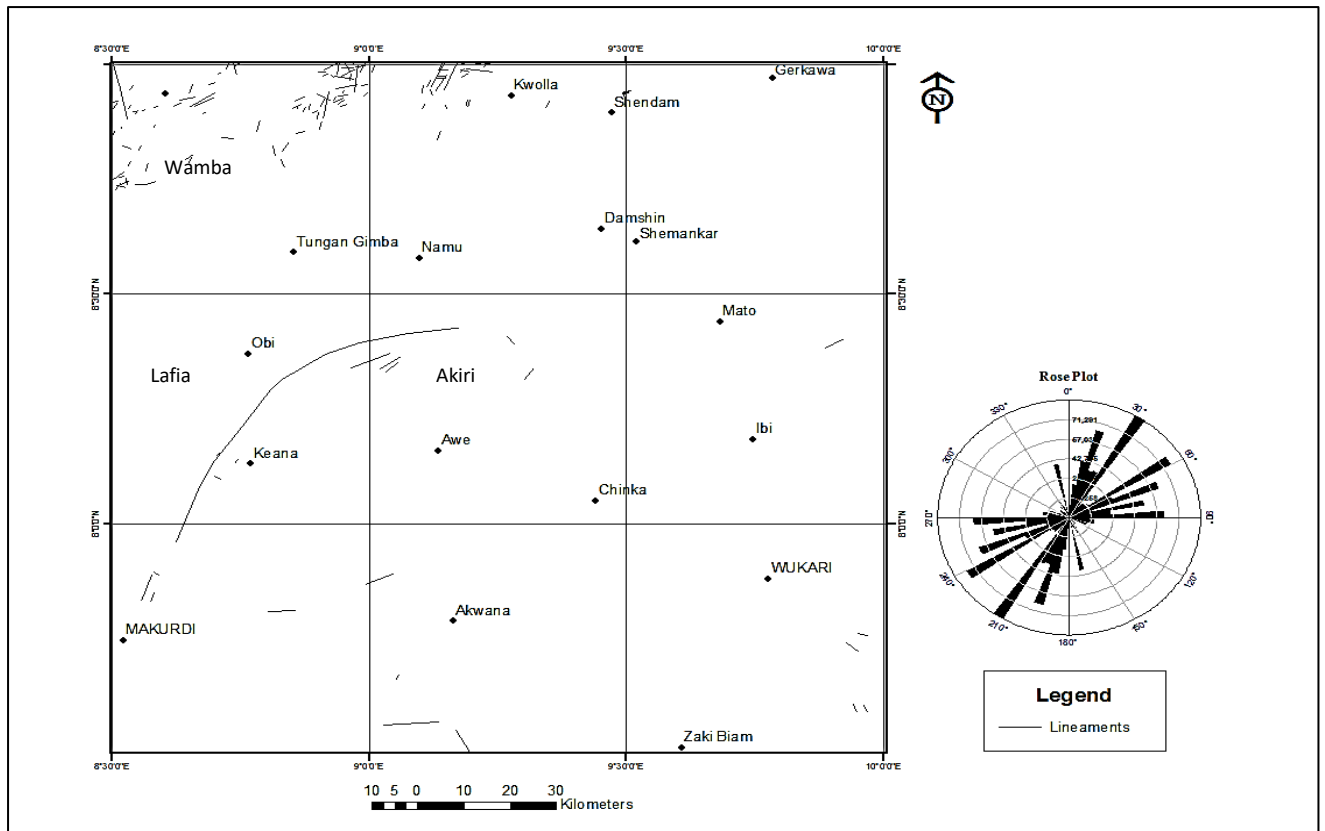 8°30'0"E
9°0'0"E
9°30'0"E
10°0'0"E
Gerkawa
Kwolla
Shendam
N
Wamba
Damshin
Shemankar
Tungan Gimba
Namu
8°30'0"N
8°30'0"N
Mato
Obi
Lafia
Akiri
Ibi
Awe
Keana
Chinka
8°0'0"N
8°0'0"N
WUKARI
Akwana
MAKURDI
Zaki Biam
8°30'0"E
9°0'0"E
9°30'0"E
10°0'0"E
10 5 0 10 20 30
Kilometers
Rose Plot
0°
330°
30°
71,291
300°
60°
270°
90°
240°
120°
210°
150°
180°
Legend
Lineaments